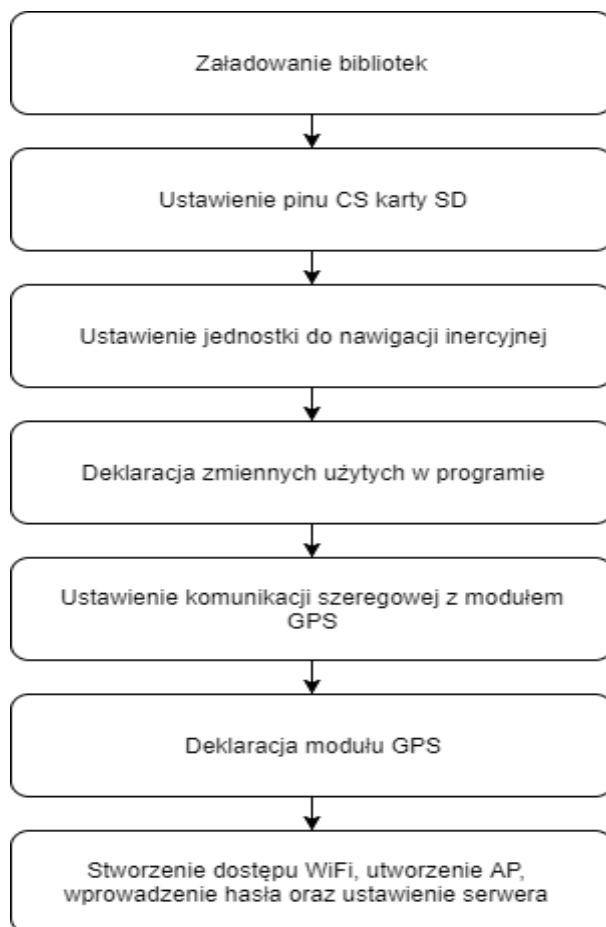 Załadowanie bibliotek
Ustawienie pinu CS karty SD
Ustawienie jednostki do nawigacji inercyjnej
Deklaracja zmiennych użytych w programie
Ustawienie komunikacji szeregowej z modułem
GPS
Deklaracja modułu GPS
Stworzenie dostępu WiFi, utworzenie AP,
wprowadzenie hasła oraz ustawienie serwera